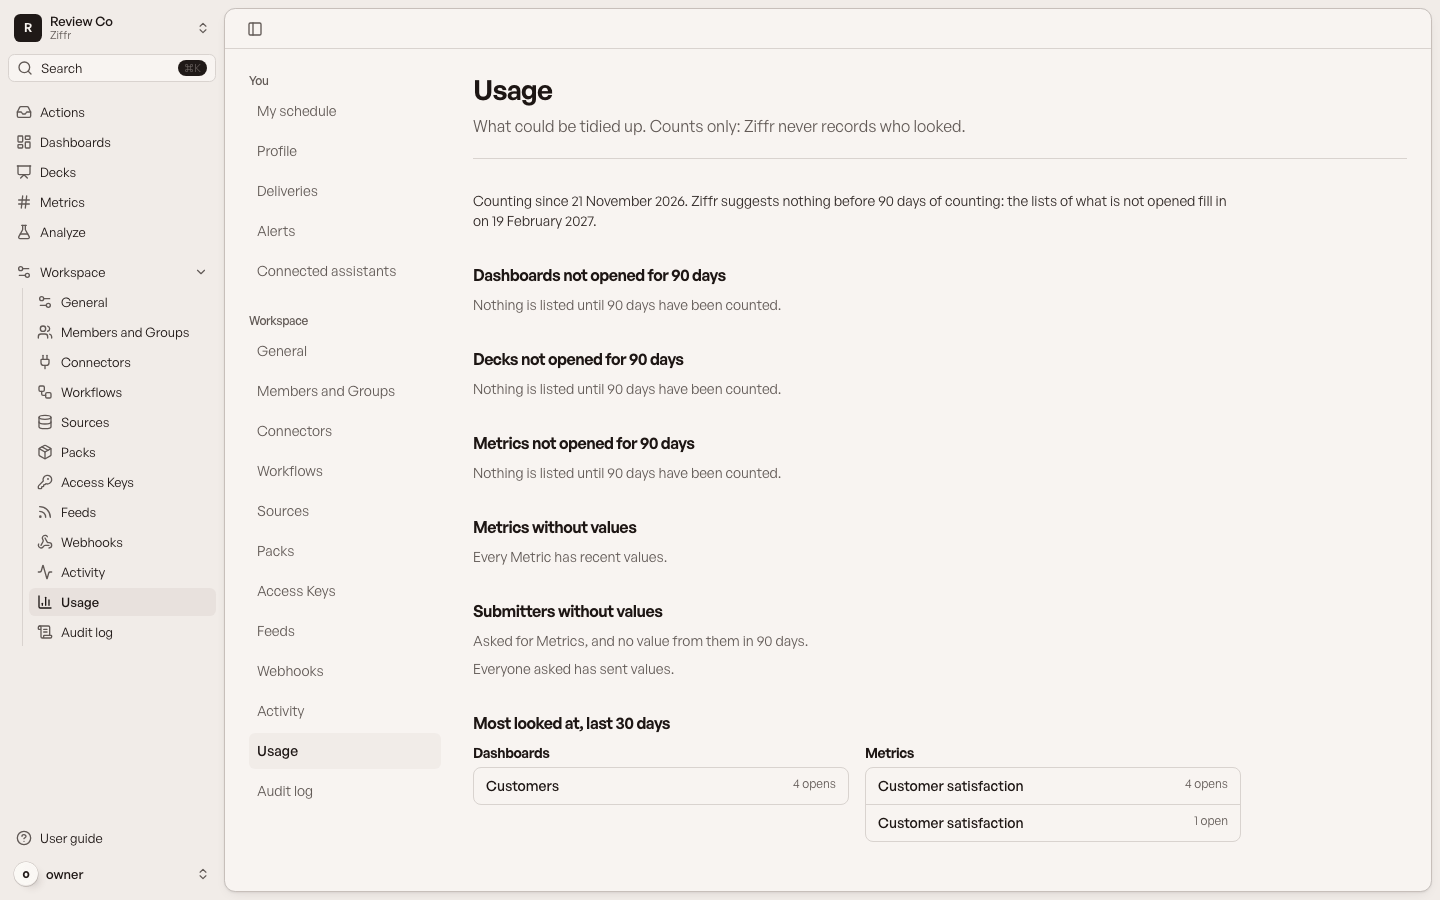 R
Review Co
Ziffr
Search
⌘K
Actions
Dashboards
Decks
Metrics
Analyze
Workspace
General
Members and Groups
Connectors
Workflows
Sources
Packs
Access Keys
Feeds
Webhooks
Activity
Usage
Audit log
User guide
o
owner
You
My schedule
Profile
Deliveries
Alerts
Connected assistants
Workspace
General
Members and Groups
Connectors
Workflows
Sources
Packs
Access Keys
Feeds
Webhooks
Activity
Usage
Audit log
Usage
What could be tidied up. Counts only: Ziffr never records who looked.
Counting since 21 November 2026. Ziffr suggests nothing before 90 days of counting: the lists of what is not opened fill in
on 19 February 2027.
Dashboards not opened for 90 days
Nothing is listed until 90 days have been counted.
Decks not opened for 90 days
Nothing is listed until 90 days have been counted.
Metrics not opened for 90 days
Nothing is listed until 90 days have been counted.
Metrics without values
Every Metric has recent values.
Submitters without values
Asked for Metrics, and no value from them in 90 days.
Everyone asked has sent values.
Most looked at, last 30 days
Dashboards
Customers 4 opens
Metrics
Customer satisfaction 4 opens
Customer satisfaction 1 open